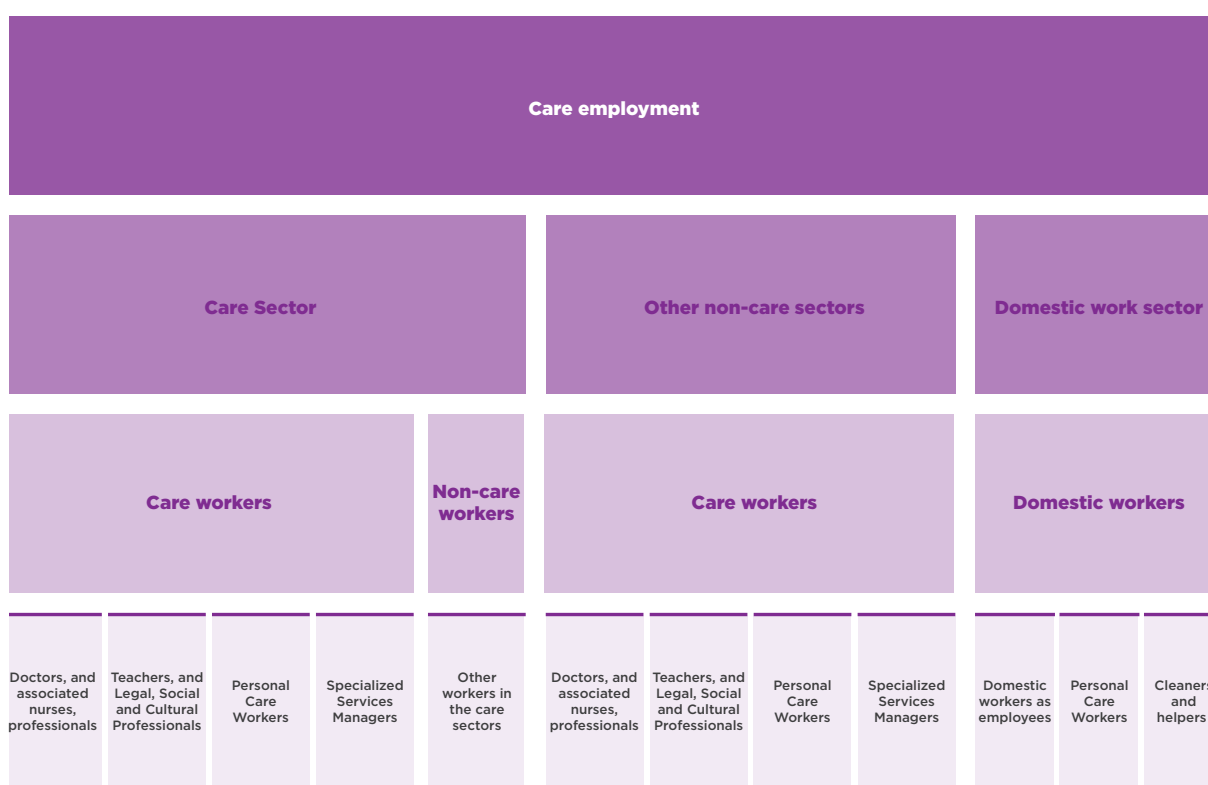 Care employment
Care Sector
Other non-care sectors
Domestic work sector
Care workers
Non-care
workers
Care workers
Domestic workers
Doctors, and
associated
nurses,
professionals
Teachers, and
Legal, Social
and Cultural
Professionals
Personal
Care
Workers
Specialized
Services
Managers
Other
workers in
the care
sectors
Doctors, and
associated
nurses,
professionals
Teachers, and
Legal, Social
and Cultural
Professionals
Personal
Care
Workers
Specialized
Services
Managers
Domestic
workers as
employees
Personal
Care
Workers
Cleaners
and
helpers